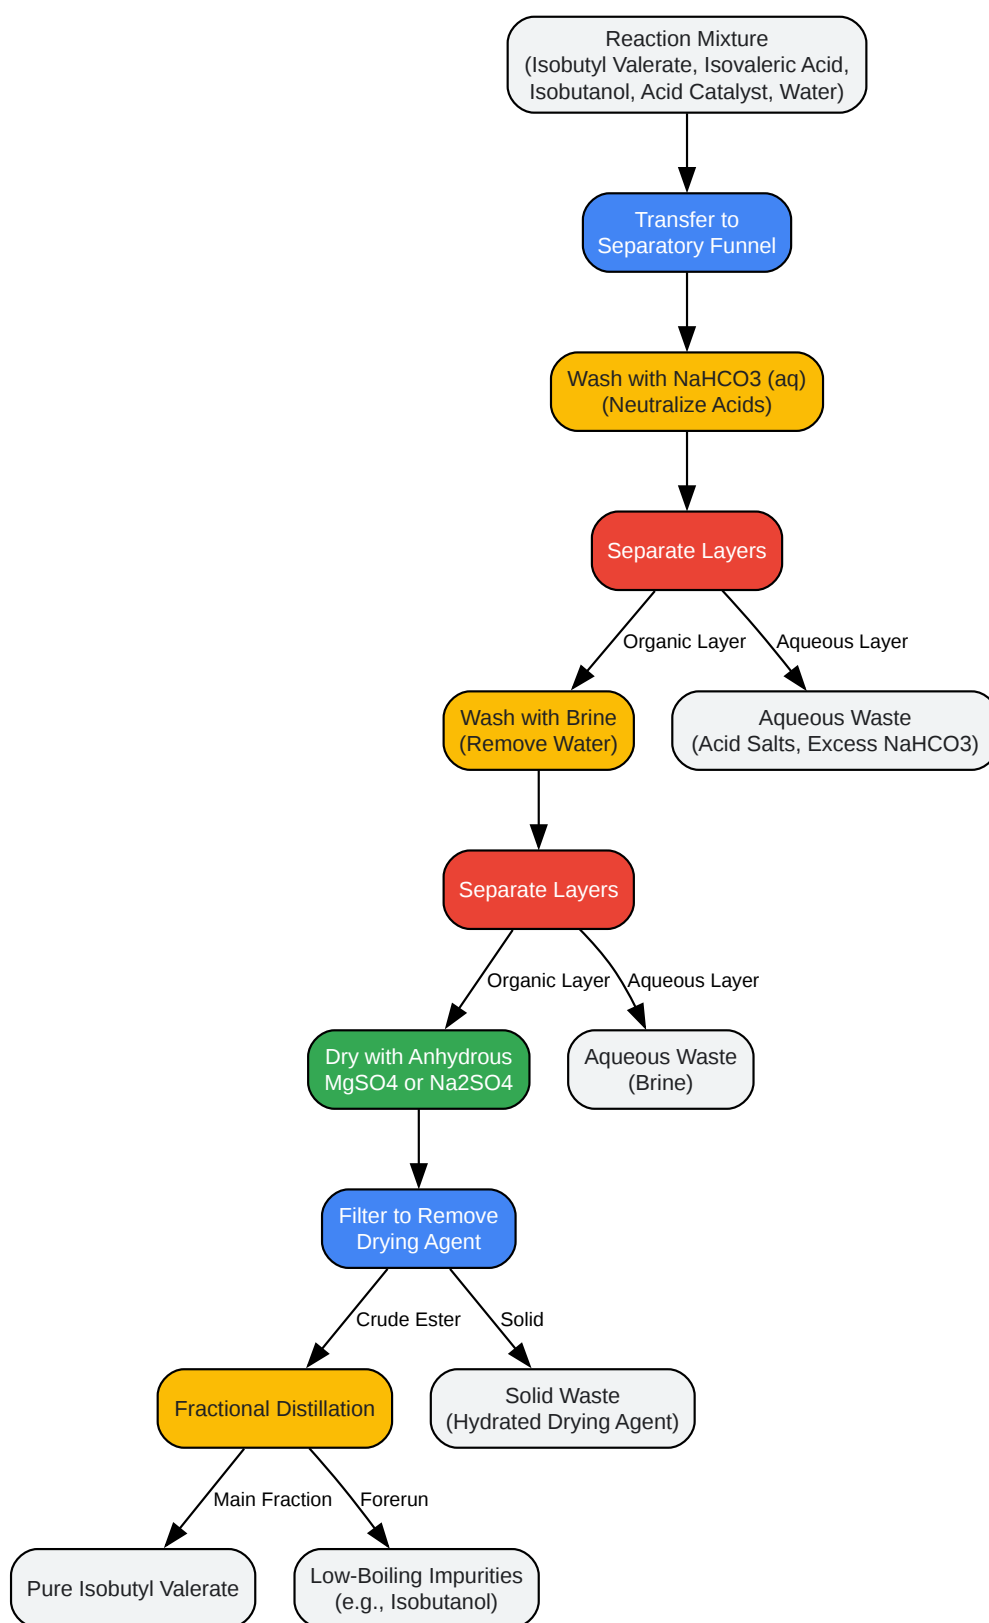 Reaction Mixture
(Isobutyl Valerate, Isovaleric Acid,
Isobutanol, Acid Catalyst, Water)
Transfer to
Separatory Funnel
Wash with NaHCO3 (aq)
(Neutralize Acids)
Separate Layers
Organic Layer
Aqueous Layer
Wash with Brine
(Remove Water)
Aqueous Waste
(Acid Salts, Excess NaHCO3)
Separate Layers
Organic Layer
Aqueous Layer
Dry with Anhydrous
MgSO4 or Na2SO4
Aqueous Waste
(Brine)
Filter to Remove
Drying Agent
Crude Ester
Solid
Fractional Distillation
Solid Waste
(Hydrated Drying Agent)
Main Fraction
Forerun
Pure Isobutyl Valerate
Low-Boiling Impurities
(e.g., Isobutanol)